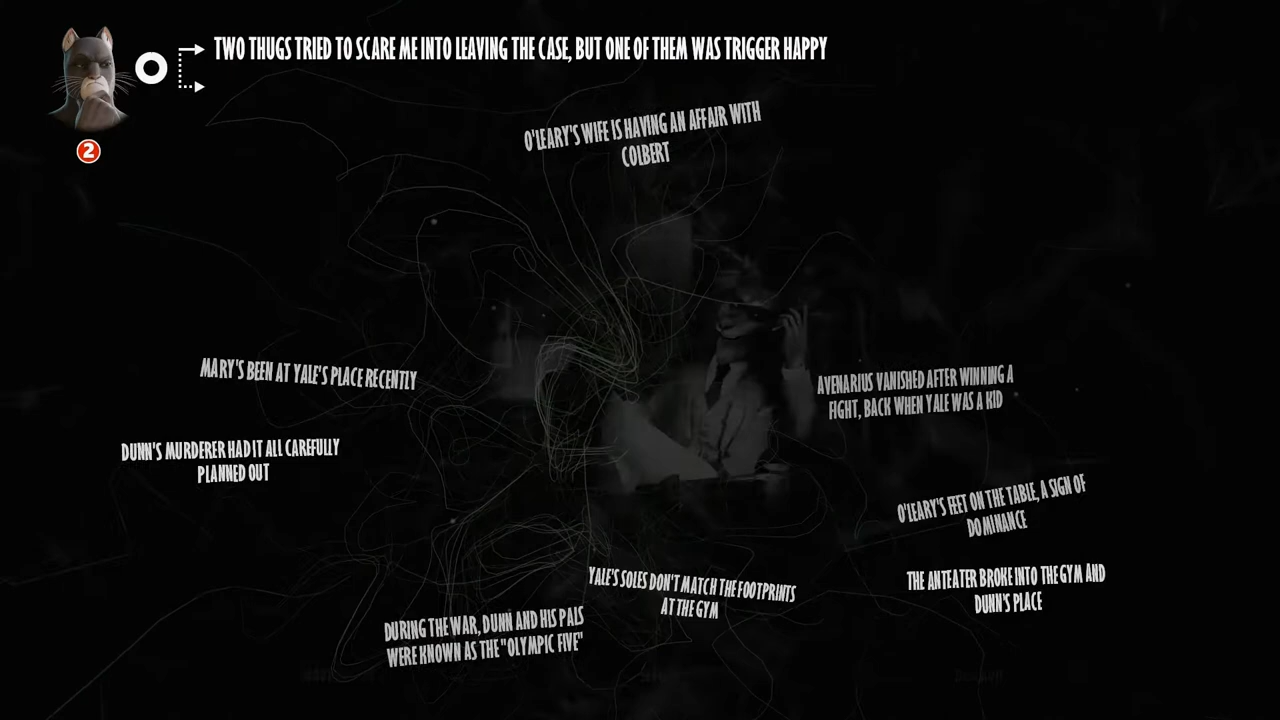 TWO THUGS TRIED TO SCARE ME INTO LEAVING THE CASE, BUT ONE OF THEM WAS TRIGGER HAPPY
2
O'LEARY'S WIFE IS HAVING AN AFFAIR WITH
COLBERT
MARY'S BEEN AT YALE'S PLACE RECENTLY
AVENARIUS VANISHED AFTER WINNING A
FIGHT, BACK WHEN YALE WAS A KID
DUNN'S MURDERER HAD IT ALL CAREFULLY
PLANNED OUT
O'LEARY'S FEET ON THE TABLE, A SIGN OF
DOMINANCE
YALE'S SOLES DON'T MATCH THE FOOTPRINTS
AT THE GYM
THE ANTEATER BROKE INTO THE GYM AND
DUNN'S PLACE
DURING THE WAR, DUNN AND HIS PALS
WERE KNOWN AS THE "OLYMPIC FIVE"